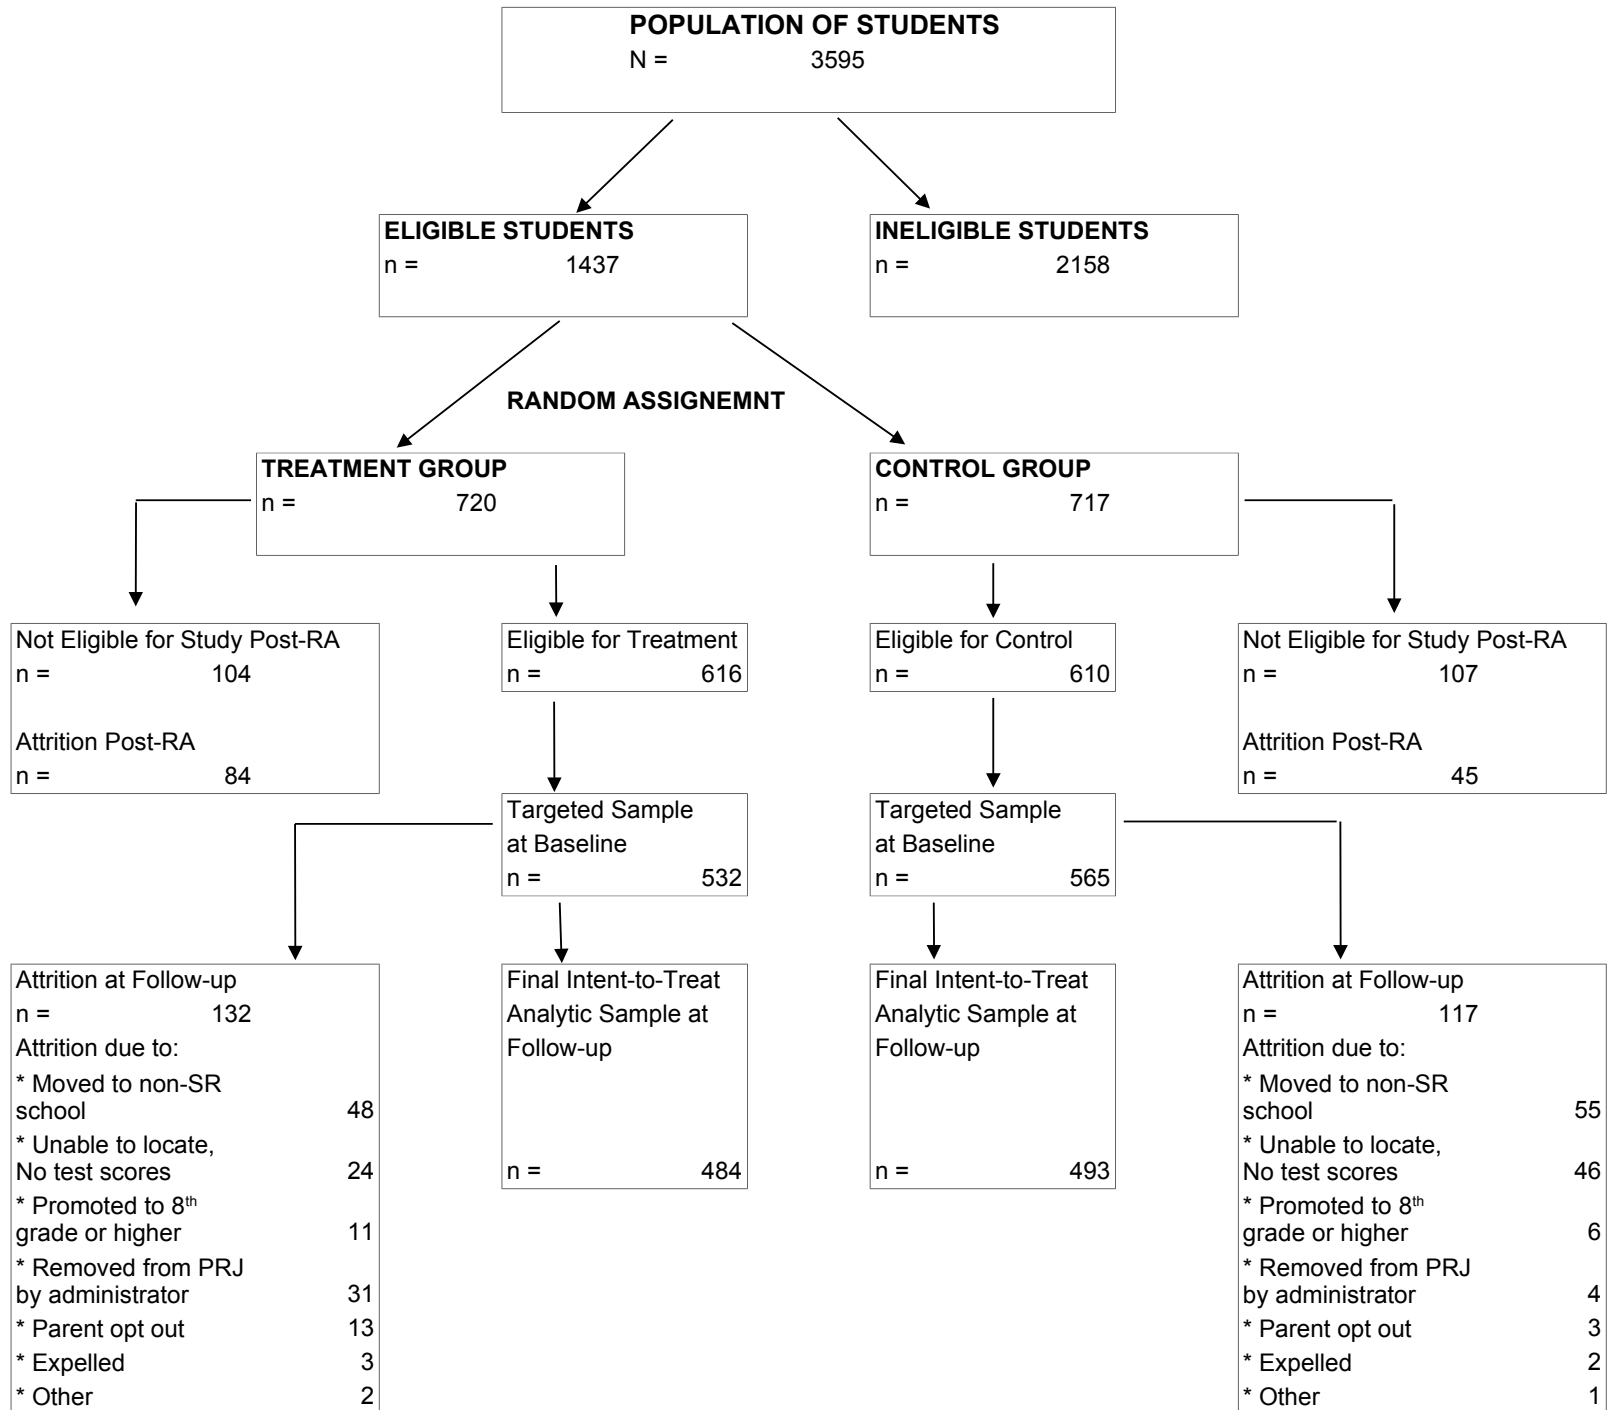 POPULATION OF STUDENTS
N = 3595
ELIGIBLE STUDENTS
n = 1437
INELIGIBLE STUDENTS
n = 2158
RANDOM ASSIGNEMNT
TREATMENT GROUP
n = 720
CONTROL GROUP
n = 717
Not Eligible for Study Post-RA
n = 104
Attrition Post-RA
n = 84
Eligible for Treatment
n = 616
Eligible for Control
n = 610
Not Eligible for Study Post-RA
n = 107
Attrition Post-RA
n = 45
Targeted Sample
at Baseline
n = 532
Targeted Sample
at Baseline
n = 565
Attrition at Follow-up
n = 132
Attrition due to:
* Moved to non-SR
school 48
* Unable to locate,
No test scores 24
* Promoted to 8th
grade or higher 11
* Removed from PRJ
by administrator 31
* Parent opt out 13
* Expelled 3
* Other 2
Final Intent-to-Treat
Analytic Sample at
Follow-up
n = 484
Final Intent-to-Treat
Analytic Sample at
Follow-up
n = 493
Attrition at Follow-up
n = 117
Attrition due to:
* Moved to non-SR
school 55
* Unable to locate,
No test scores 46
* Promoted to 8th
grade or higher 6
* Removed from PRJ
by administrator 4
* Parent opt out 3
* Expelled 2
* Other 1